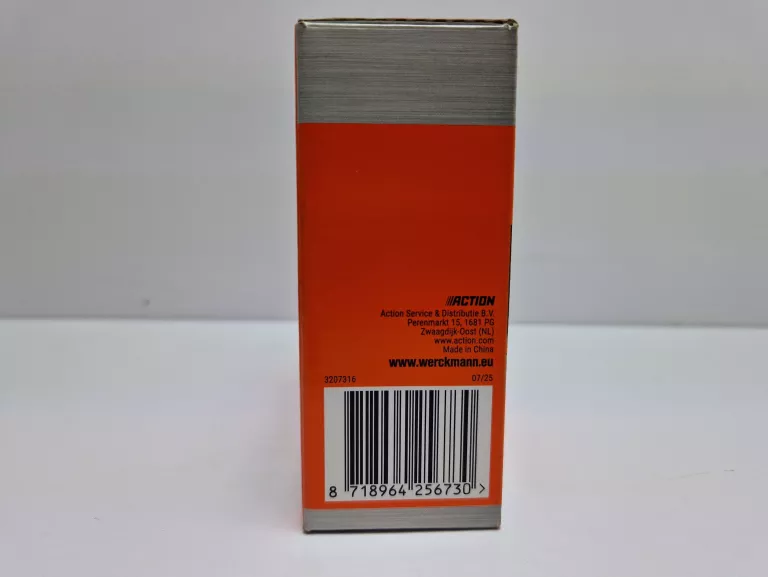 ///ACTION
Action Service & Distributie B.V.
Perenmarkt 15, 1681 PG
Zwaagdijk-Oost (NL)
www.action.com
Made in China
www.werckmann.eu
3207316 07/25
8 718964 256730 >